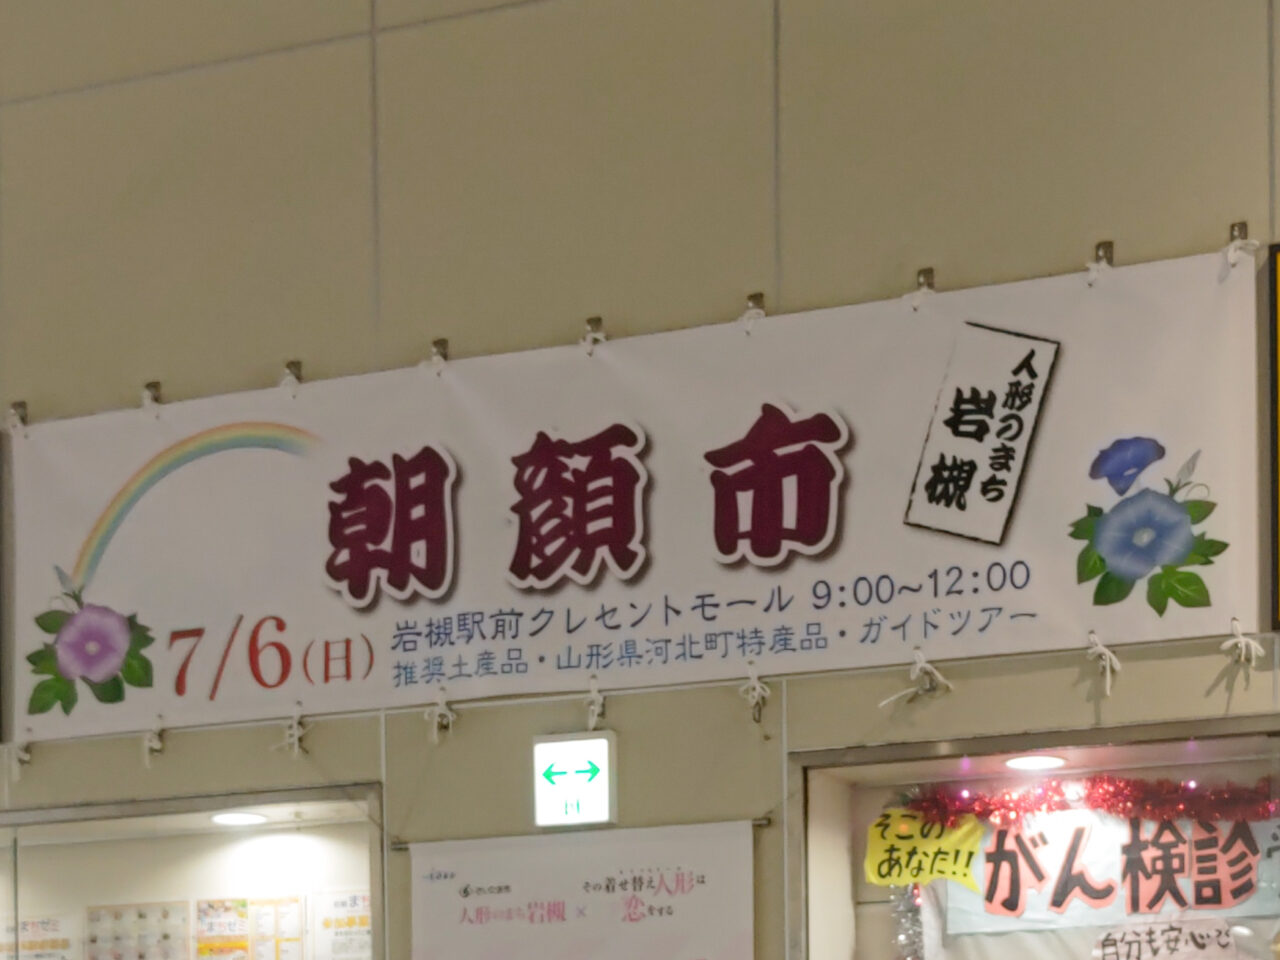 朝顔市
人形のまち
岩槻
7/6(日)
岩槻駅前クレセントモール 9:00~12:00
推奨土産品・山形県河北町特産品・ガイドツアー
その着せ替え人形は
恋をする
人形のまち岩槻 ×
まちゼミ
そこの
あなた!!
がん検診
自分も安心で